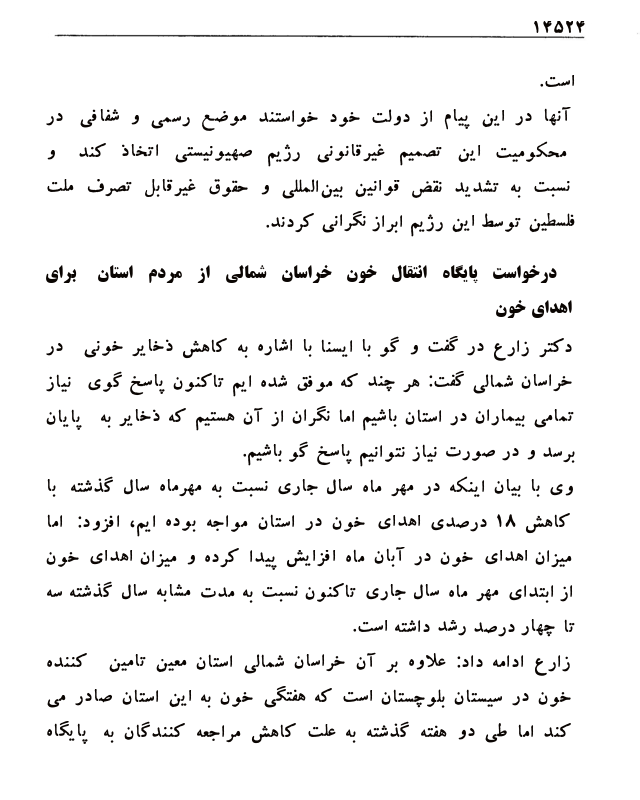 ۱۴۵۲۴
است.
آنها در این پیام از دولت خود خواستند موضع رسمی و شفافی در
محکومیت این تصمیم غیرقانونی رژیم صهیونیستی اتخاذ کند و
نسبت به تشدید نقض قوانین بین‌المللی و حقوق غیرقابل تصرف ملت
فلسطین توسط این رژیم ابراز نگرانی کردند.
درخواست پایگاه انتقال خون خراسان شمالی از مردم استان برای
اهدای خون
دکتر زارع در گفت و گو با ایسنا با اشاره به کاهش ذخایر خونی در
خراسان شمالی گفت: هر چند که موفق شده ایم تاکنون پاسخ گوی نیاز
تمامی بیماران در استان باشیم اما نگران از آن هستیم که ذخایر به پایان
برسد و در صورت نیاز نتوانیم پاسخ گو باشیم.
وی با بیان اینکه در مهر ماه سال جاری نسبت به مهرماه سال گذشته با
کاهش ۱۸ درصدی اهدای خون در استان مواجه بوده ایم، افزود: اما
میزان اهدای خون در آبان ماه افزایش پیدا کرده و میزان اهدای خون
از ابتدای مهر ماه سال جاری تاکنون نسبت به مدت مشابه سال گذشته سه
تا چهار درصد رشد داشته است.
زارع ادامه داد: علاوه بر آن خراسان شمالی استان معین تامین کننده
خون در سیستان بلوچستان است که هفتگی خون به این استان صادر می
کند اما طی دو هفته گذشته به علت کاهش مراجعه کنندگان به پایگاه